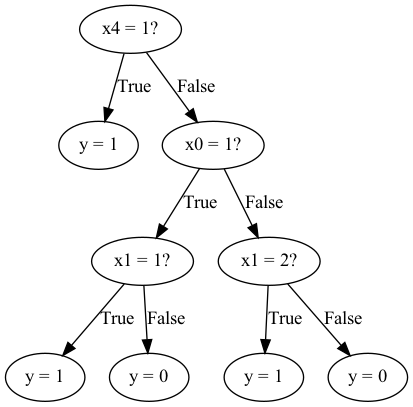 x4 = 1?
True
False
y = 1
x0 = 1?
True
False
x1 = 1?
x1 = 2?
True
False
True
False
y = 1
y = 0
y = 1
y = 0